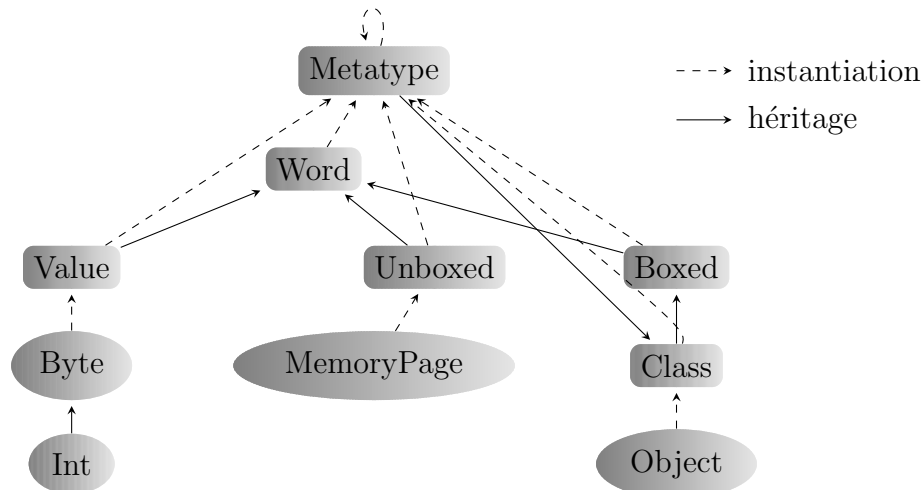 Metatype
instantiation
héritage
Word
Value
Unboxed
Boxed
Byte
MemoryPage
Class
Int
Object